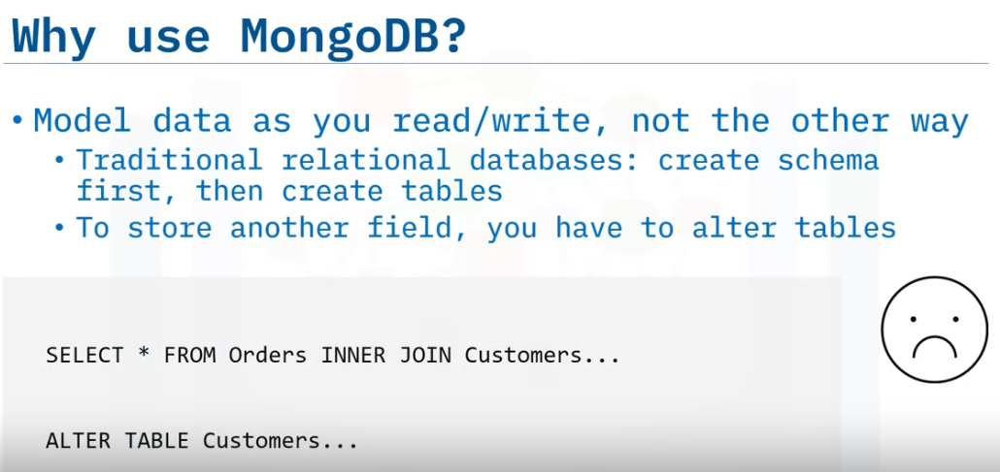 Why use MongoDB?
• Model data as you read/write, not the other way
• Traditional relational databases: create schema
first, then create tables
• To store another field, you have to alter tables
SELECT * FROM Orders INNER JOIN Customers...
ALTER TABLE Customers...